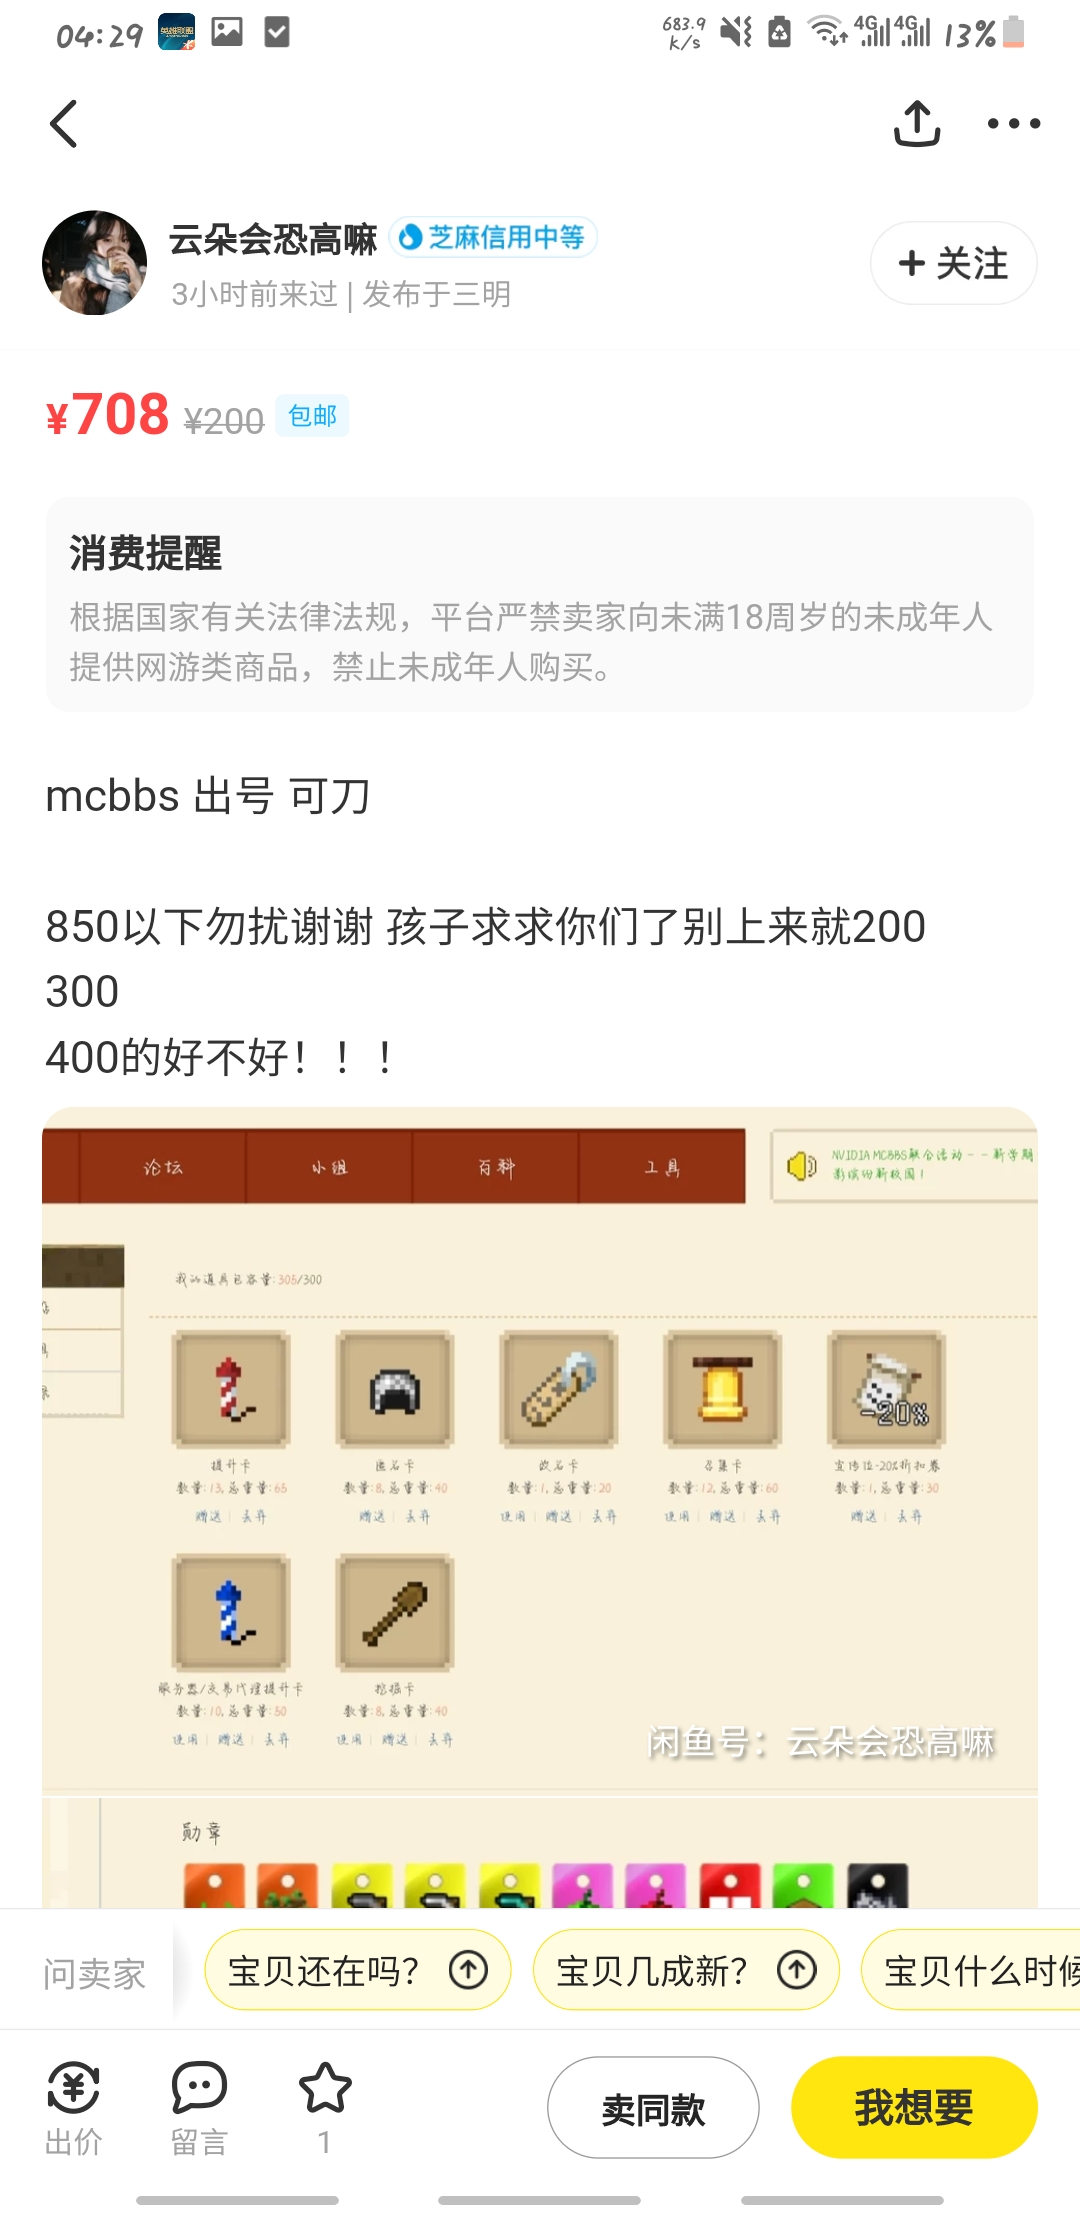 04:29
英雄联盟
683.9
k/s
4G
4G
13%
云朵会恐高嘛
芝麻信用中等
3小时前来过 | 发布于三明
+ 关注
¥708 ¥200 包邮
消费提醒
根据国家有关法律法规，平台严禁卖家向未满18周岁的未成年人
提供网游类商品，禁止未成年人购买。
mcbbs 出号 可刀
850以下勿扰谢谢 孩子求求你们了别上来就200
300
400的好不好！！！
论坛 小组 百科 工具
NVIDIA MCBBS联合活动--新学期
影缤纷新校园！
我的道具包容量:305/300
-20%
提升卡 匿名卡 改名卡 召集卡 宣传位-20%折扣券
数量:13,总重量:65 数量:8,总重量:40 数量:1,总重量:20 数量:12,总重量:60 数量:1,总重量:30
赠送 | 丢弃 赠送 | 丢弃 使用 | 赠送 | 丢弃 使用 | 赠送 | 丢弃 赠送 | 丢弃
服务器/交易代理提升卡 挖掘卡
数量:10,总重量:50 数量:8,总重量:40
使用 | 赠送 | 丢弃 使用 | 赠送 | 丢弃
闲鱼号：云朵会恐高嘛
勋章
问卖家 宝贝还在吗？ 宝贝几成新？ 宝贝什么时候
出价 留言 1 卖同款 我想要